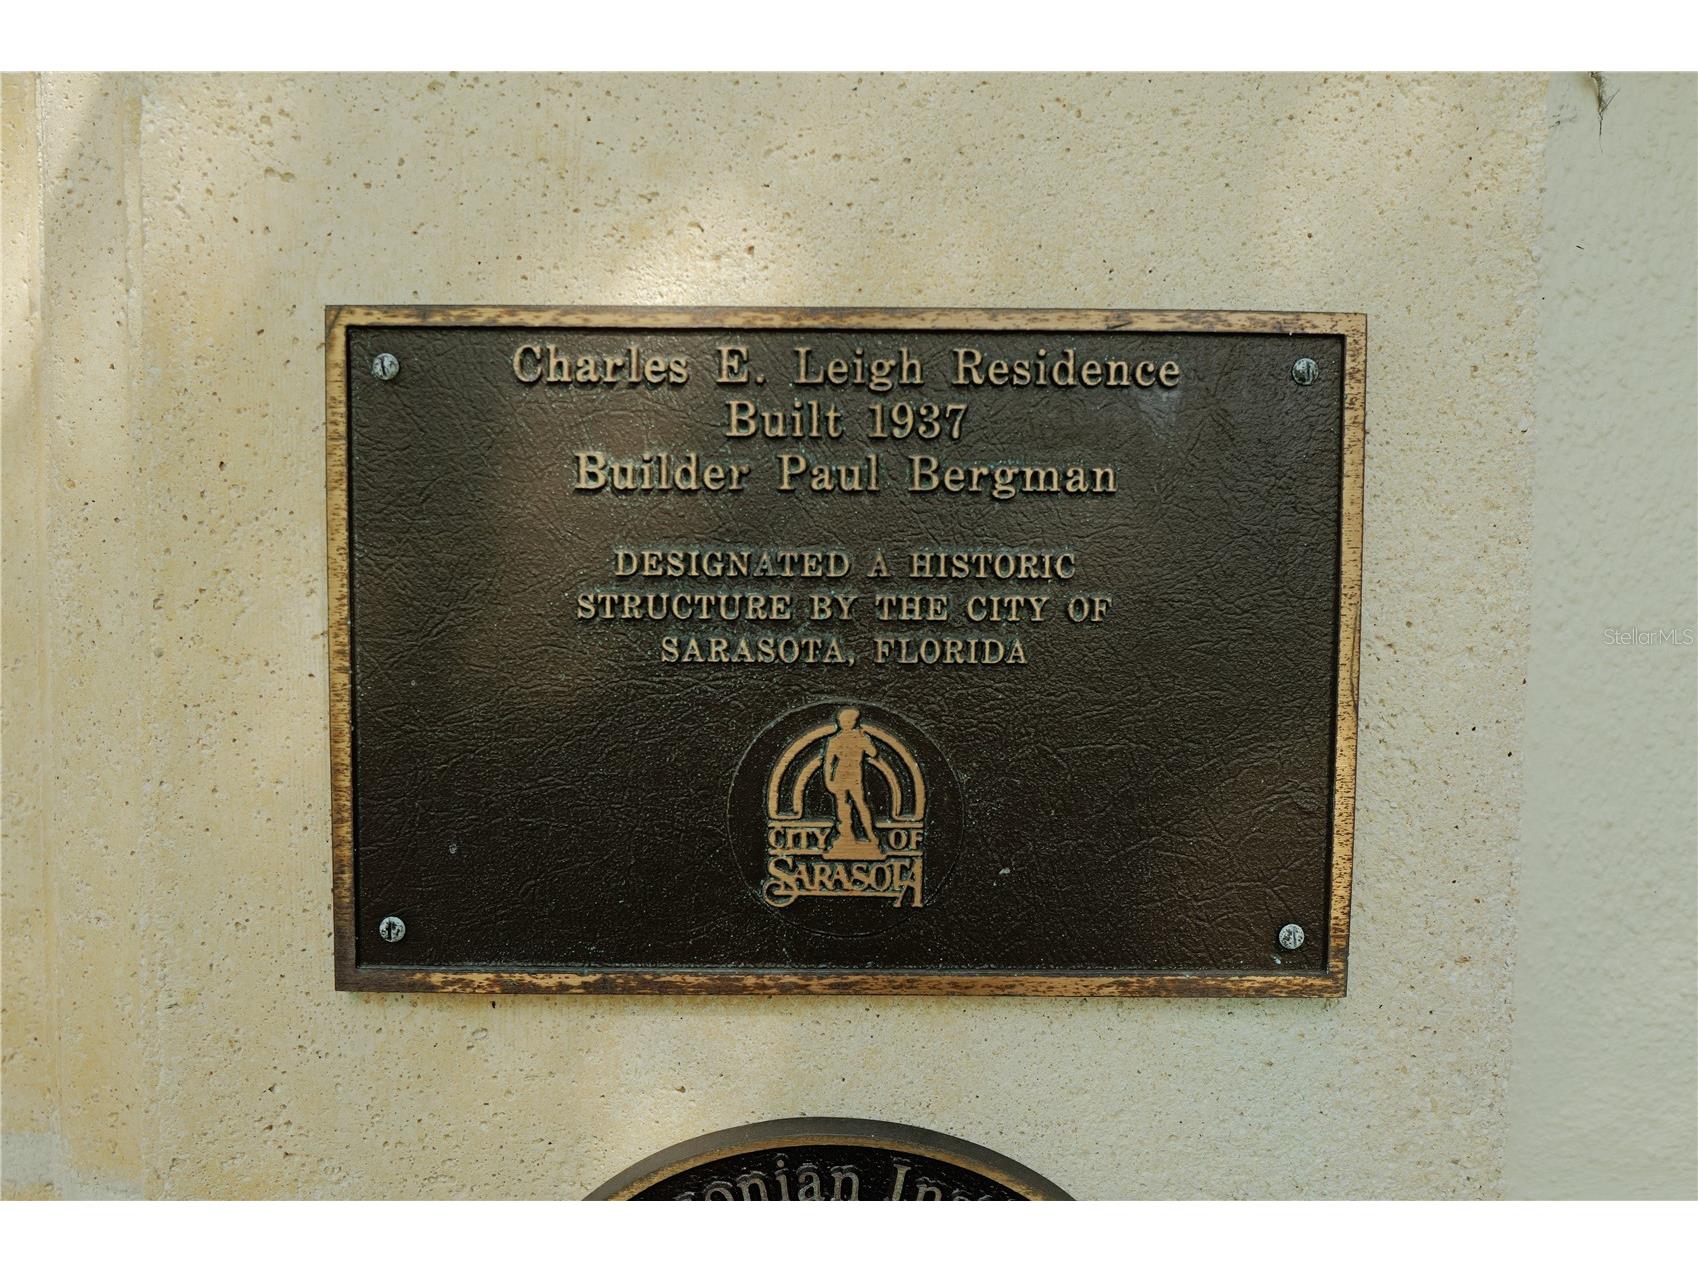 Charles E. Leigh Residence
Built 1937
Builder Paul Bergman
DESIGNATED A HISTORIC
STRUCTURE BY THE CITY OF
SARASOTA, FLORIDA
CITY OF
SARASOTA
StellarMLS